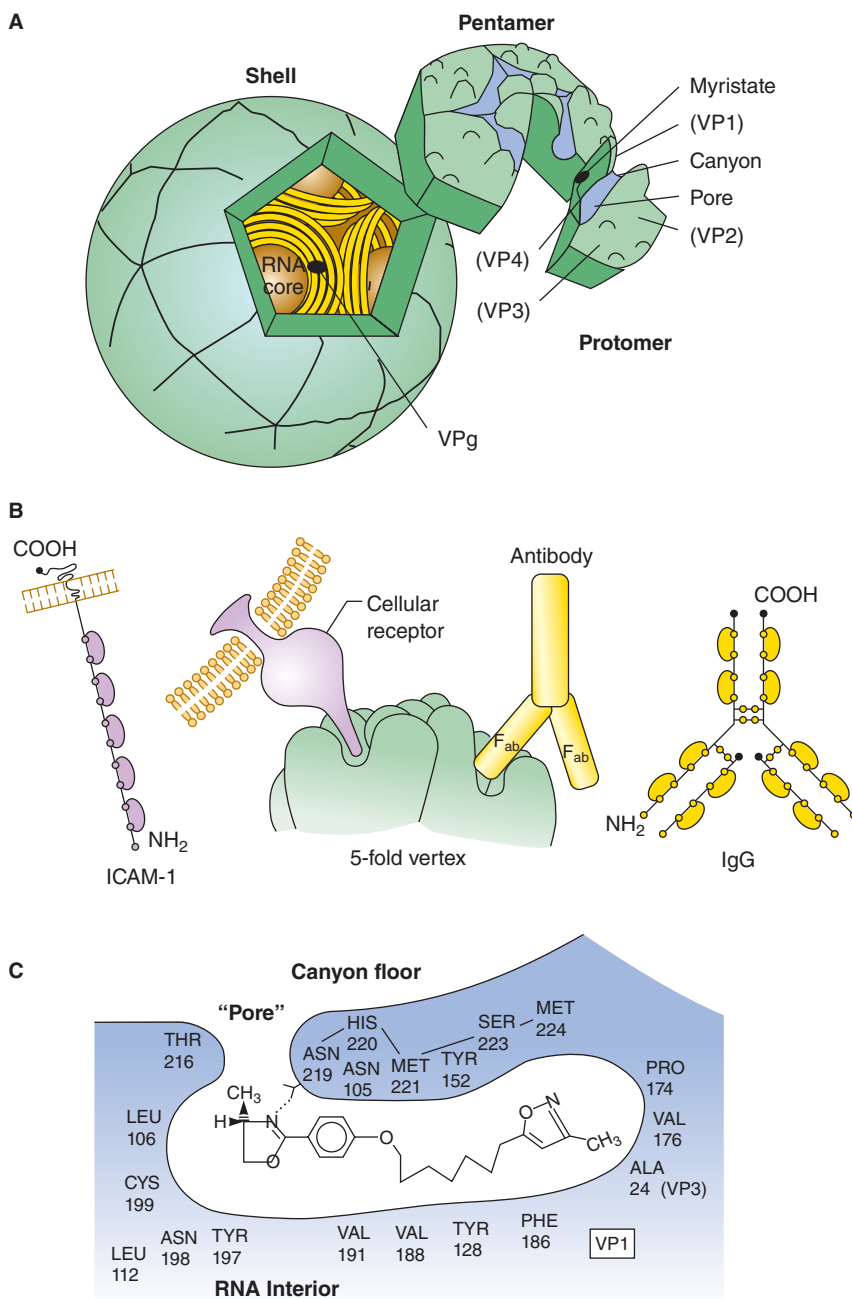 A
Pentamer
Shell
Myristate
(VP1)
Canyon
Pore
(VP2)
(VP4)
(VP3)
Protomer
RNA
core
VPg
B
COOH
NH2
ICAM-1
Cellular
receptor
Antibody
Fab
Fab
5-fold vertex
COOH
NH2
IgG
C
Canyon floor
"Pore"
THR
216
HIS
220
ASN
219
ASN
105
MET
221
TYR
152
SER
223
MET
224
PRO
174
VAL
176
ALA
24 (VP3)
LEU
106
CYS
199
LEU
112
ASN
198
TYR
197
VAL
191
VAL
188
TYR
128
PHE
186
VP1
CH3
H
N
O
O
O
N
CH3
RNA Interior